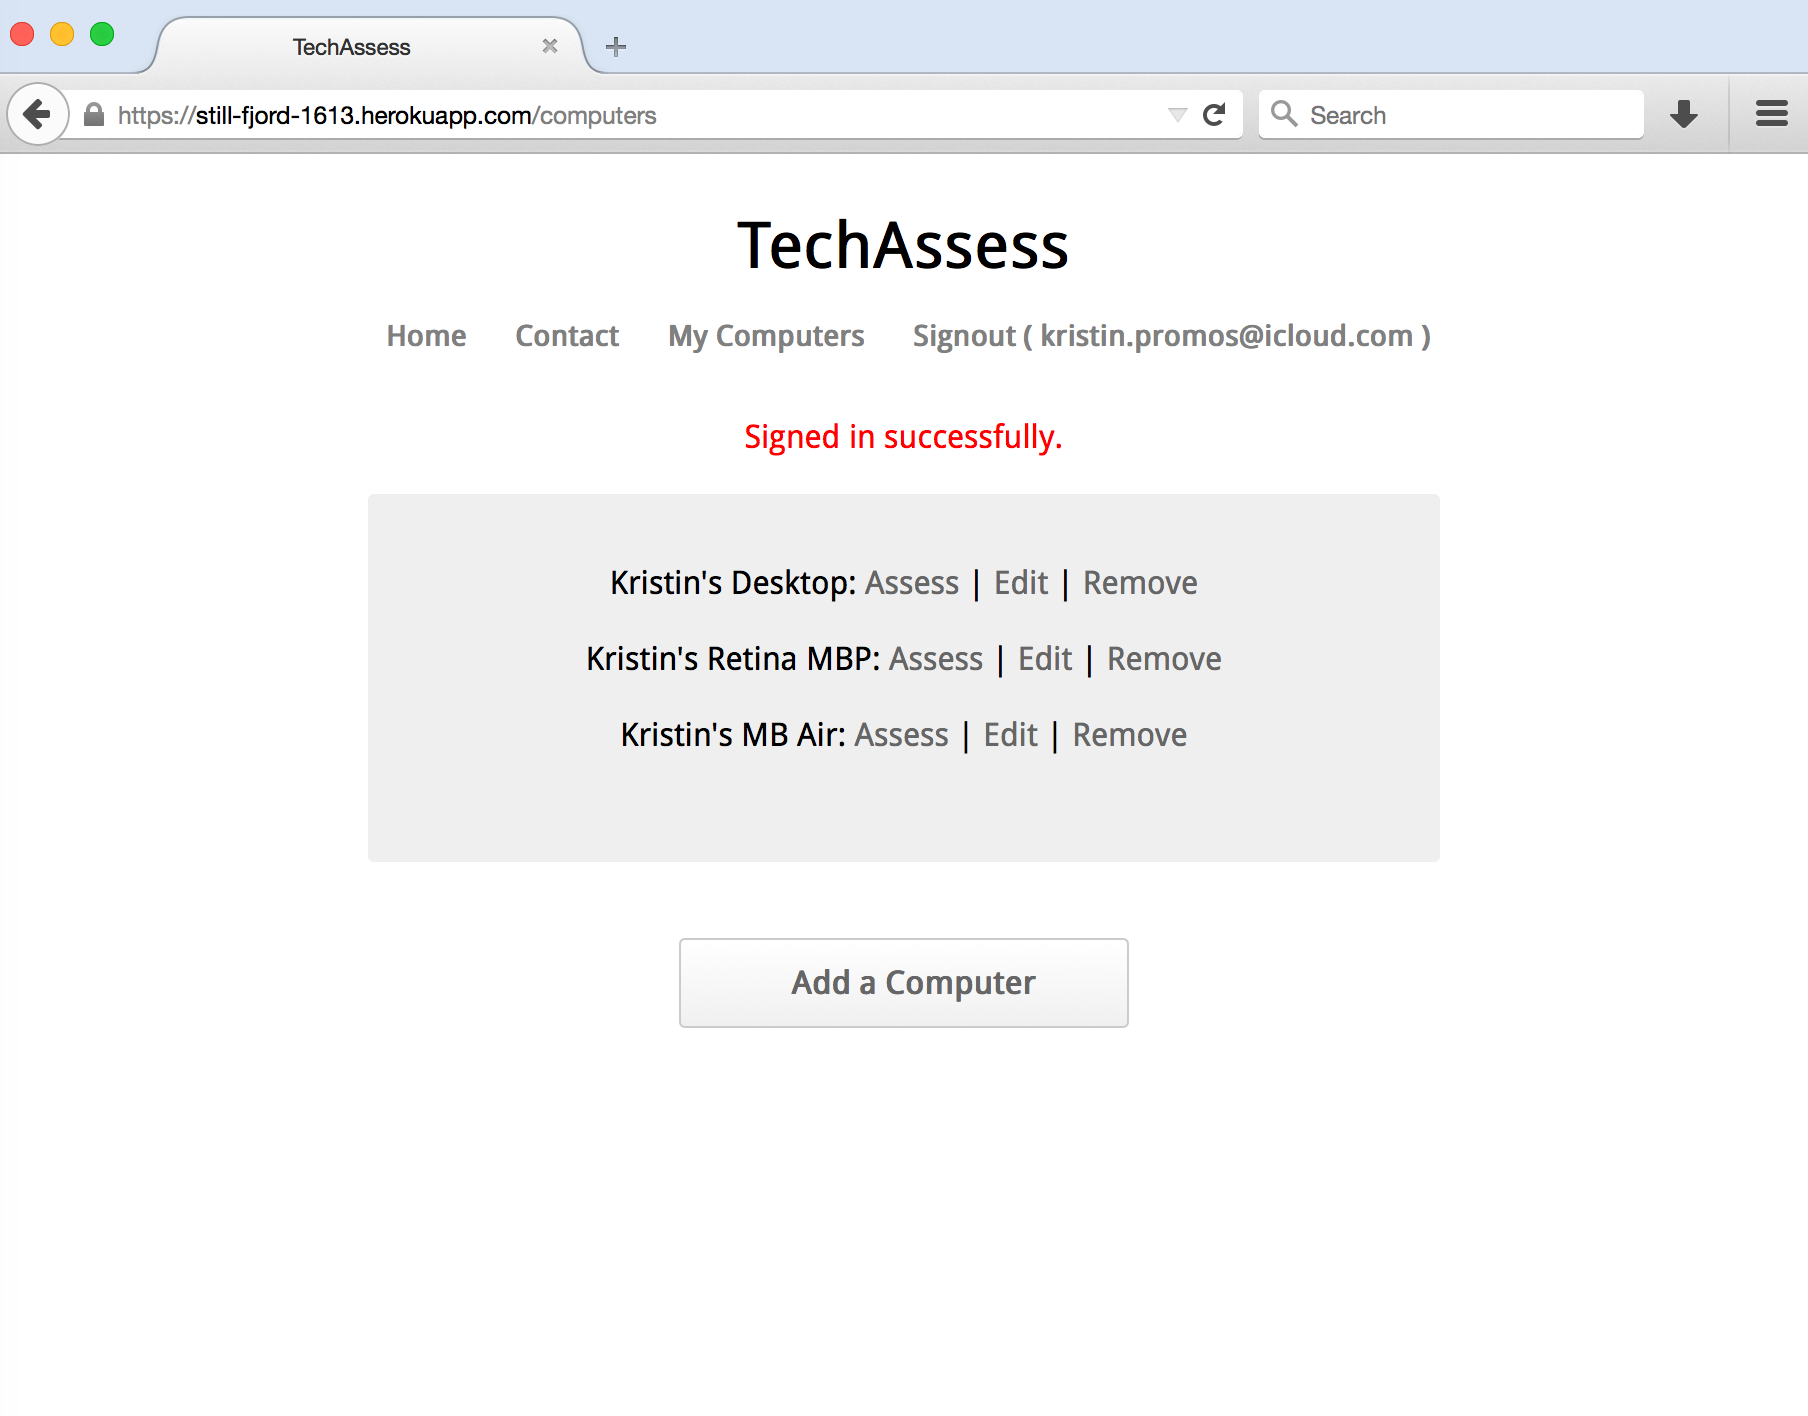 TechAssess
https://still-fjord-1613.herokuapp.com/computers
Search
TechAssess
Home Contact My Computers Signout ( kristin.promos@icloud.com )
Signed in successfully.
Kristin's Desktop: Assess | Edit | Remove
Kristin's Retina MBP: Assess | Edit | Remove
Kristin's MB Air: Assess | Edit | Remove
Add a Computer